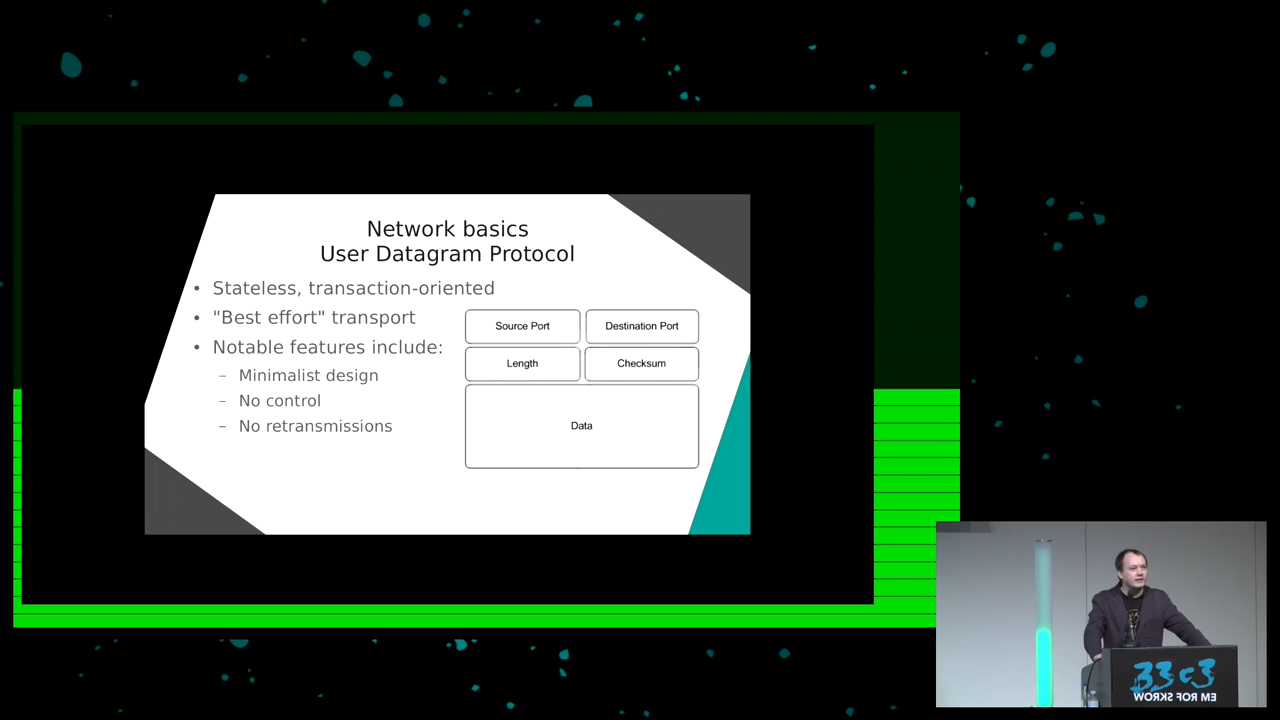 Network basics
User Datagram Protocol
• Stateless, transaction-oriented
• "Best effort" transport
• Notable features include:
– Minimalist design
– No control
– No retransmissions
Source Port
Destination Port
Length
Checksum
Data
33c3
WORKS FOR ME